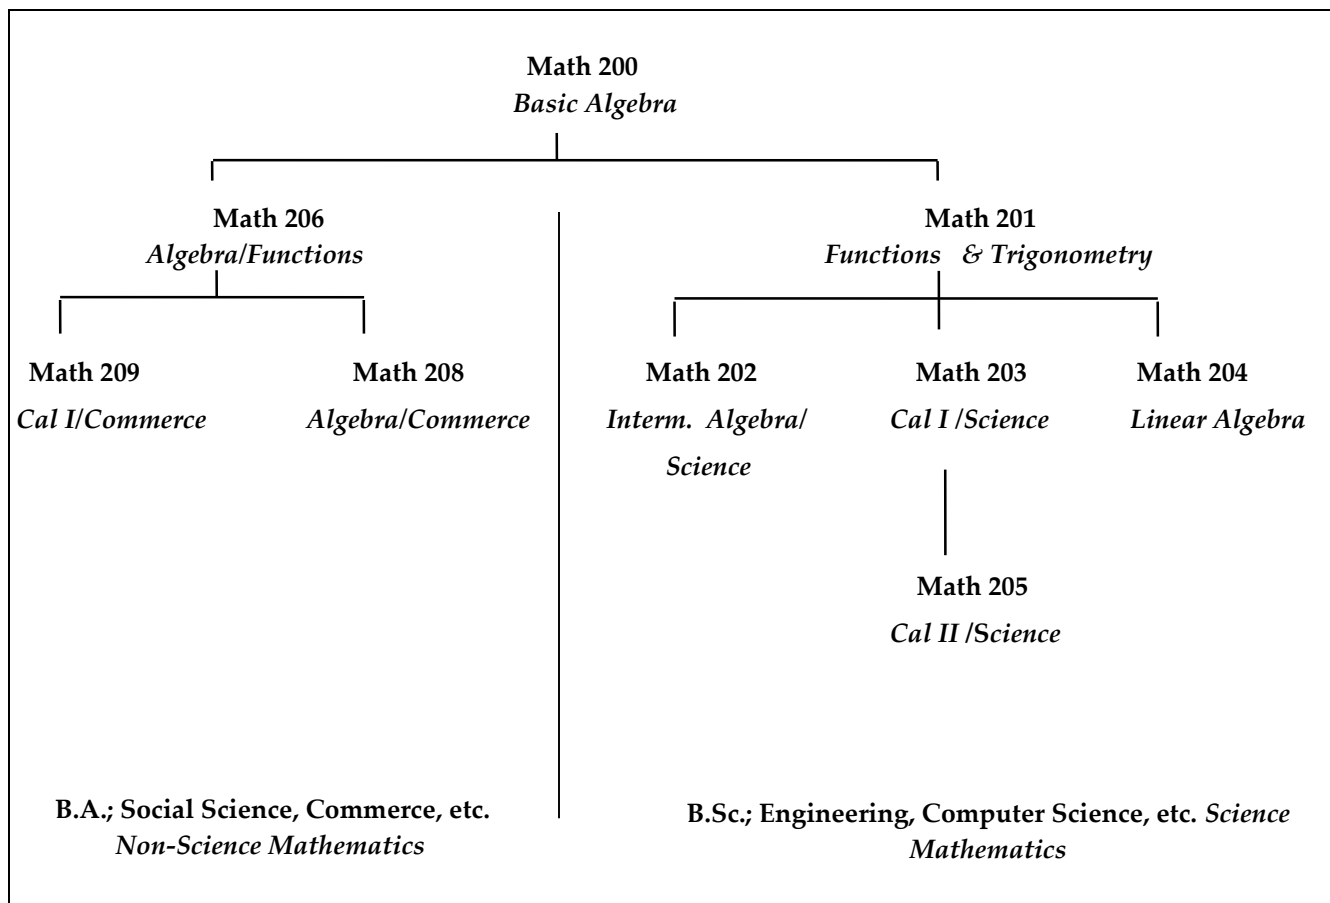 Math 200
Basic Algebra
Math 206
Algebra/Functions
Math 201
Functions & Trigonometry
Math 209
Cal I/Commerce
Math 208
Algebra/Commerce
Math 202
Interm. Algebra/
Science
Math 203
Cal I /Science
Math 204
Linear Algebra
Math 205
Cal II /Science
B.A.; Social Science, Commerce, etc.
Non-Science Mathematics
B.Sc.; Engineering, Computer Science, etc. Science
Mathematics